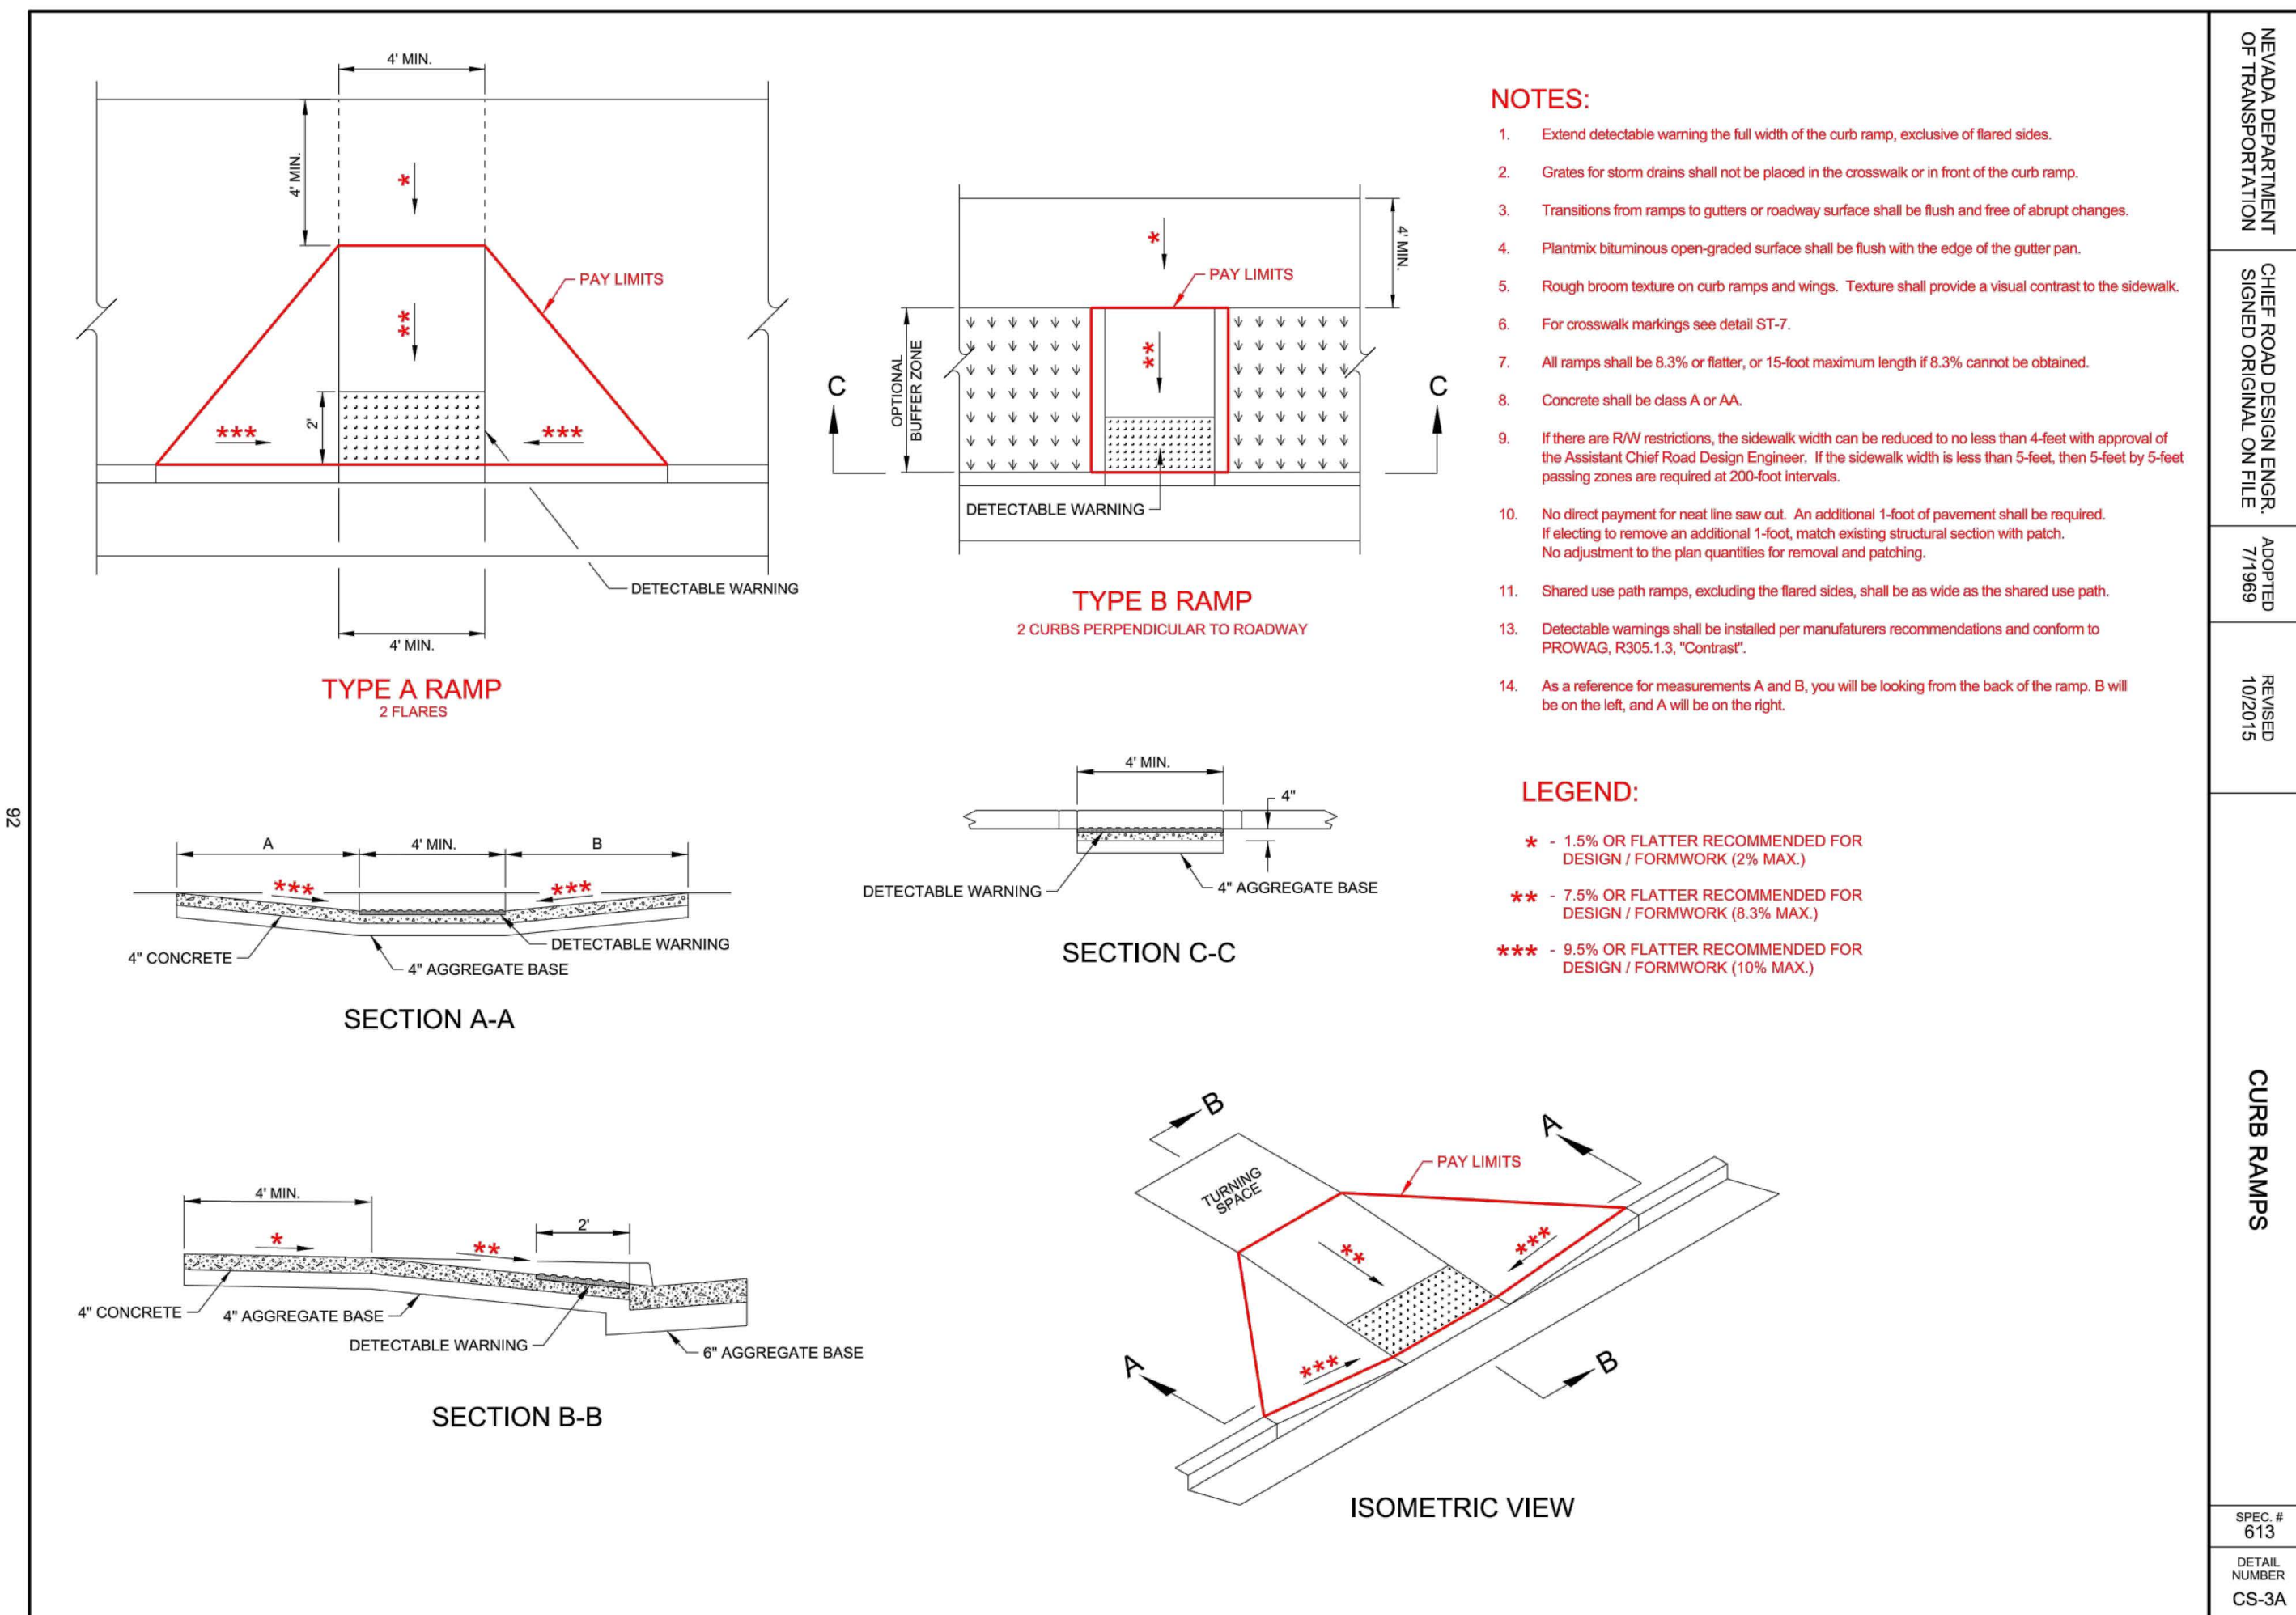 4' MIN.
4' MIN.
*
**
PAY LIMITS
2'
***
***
DETECTABLE WARNING
4' MIN.
TYPE A RAMP
2 FLARES
*
4' MIN.
PAY LIMITS
OPTIONAL
BUFFER ZONE
**
C
C
DETECTABLE WARNING
TYPE B RAMP
2 CURBS PERPENDICULAR TO ROADWAY
NOTES:
1. Extend detectable warning the full width of the curb ramp, exclusive of flared sides.
2. Grates for storm drains shall not be placed in the crosswalk or in front of the curb ramp.
3. Transitions from ramps to gutters or roadway surface shall be flush and free of abrupt changes.
4. Plantmix bituminous open-graded surface shall be flush with the edge of the gutter pan.
5. Rough broom texture on curb ramps and wings. Texture shall provide a visual contrast to the sidewalk.
6. For crosswalk markings see detail ST-7.
7. All ramps shall be 8.3% or flatter, or 15-foot maximum length if 8.3% cannot be obtained.
8. Concrete shall be class A or AA.
9. If there are R/W restrictions, the sidewalk width can be reduced to no less than 4-feet with approval of
the Assistant Chief Road Design Engineer. If the sidewalk width is less than 5-feet, then 5-feet by 5-feet
passing zones are required at 200-foot intervals.
10. No direct payment for neat line saw cut. An additional 1-foot of pavement shall be required.
If electing to remove an additional 1-foot, match existing structural section with patch.
No adjustment to the plan quantities for removal and patching.
11. Shared use path ramps, excluding the flared sides, shall be as wide as the shared use path.
13. Detectable warnings shall be installed per manufaturers recommendations and conform to
PROWAG, R305.1.3, "Contrast".
14. As a reference for measurements A and B, you will be looking from the back of the ramp. B will
be on the left, and A will be on the right.
LEGEND:
* - 1.5% OR FLATTER RECOMMENDED FOR
DESIGN / FORMWORK (2% MAX.)
** - 7.5% OR FLATTER RECOMMENDED FOR
DESIGN / FORMWORK (8.3% MAX.)
*** - 9.5% OR FLATTER RECOMMENDED FOR
DESIGN / FORMWORK (10% MAX.)
A
4' MIN.
B
***
***
4" CONCRETE
4" AGGREGATE BASE
DETECTABLE WARNING
SECTION A-A
4' MIN.
4"
DETECTABLE WARNING
4" AGGREGATE BASE
SECTION C-C
4' MIN.
*
**
2'
4" CONCRETE
4" AGGREGATE BASE
DETECTABLE WARNING
6" AGGREGATE BASE
SECTION B-B
B
A
TURNING
SPACE
PAY LIMITS
**
***
***
A
B
ISOMETRIC VIEW
92
NEVADA DEPARTMENT
OF TRANSPORTATION
CHIEF ROAD DESIGN ENGR.
SIGNED ORIGINAL ON FILE
ADOPTED
7/1969
REVISED
10/2015
CURB RAMPS
SPEC. #
613
DETAIL
NUMBER
CS-3A